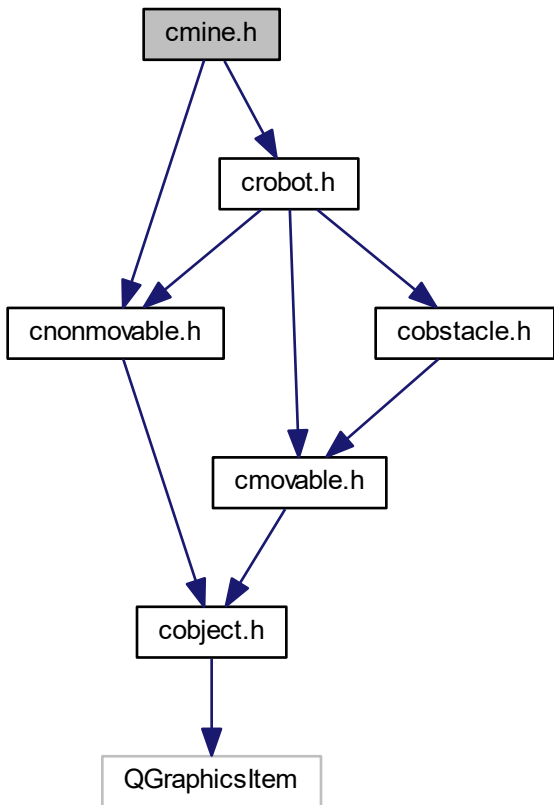 cmine.h
crobot.h
cnonmovable.h
cobstacle.h
cmovable.h
cobject.h
QGraphicsItem